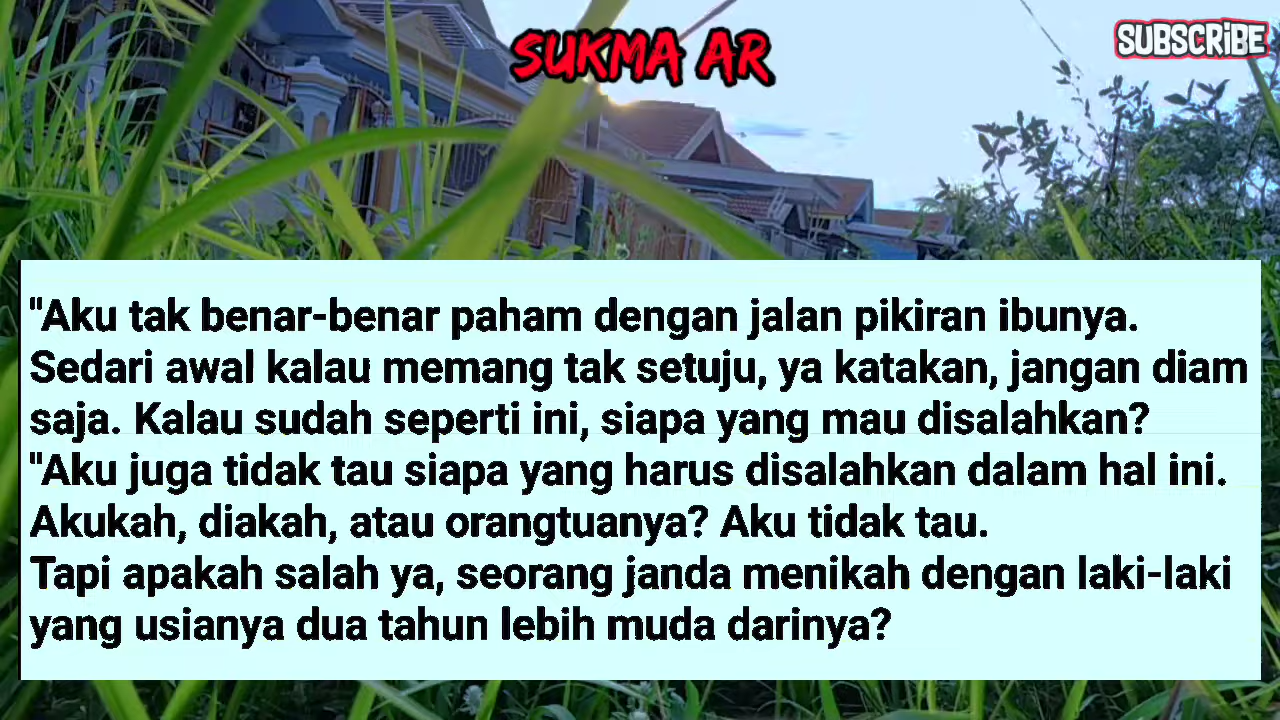 SUKMA AR
SUBSCRIBE
"Aku tak benar-benar paham dengan jalan pikiran ibunya.
Sedari awal kalau memang tak setuju, ya katakan, jangan diam
saja. Kalau sudah seperti ini, siapa yang mau disalahkan?
"Aku juga tidak tau siapa yang harus disalahkan dalam hal ini.
Akukah, diakah, atau orangtuanya? Aku tidak tau.
Tapi apakah salah ya, seorang janda menikah dengan laki-laki
yang usianya dua tahun lebih muda darinya?